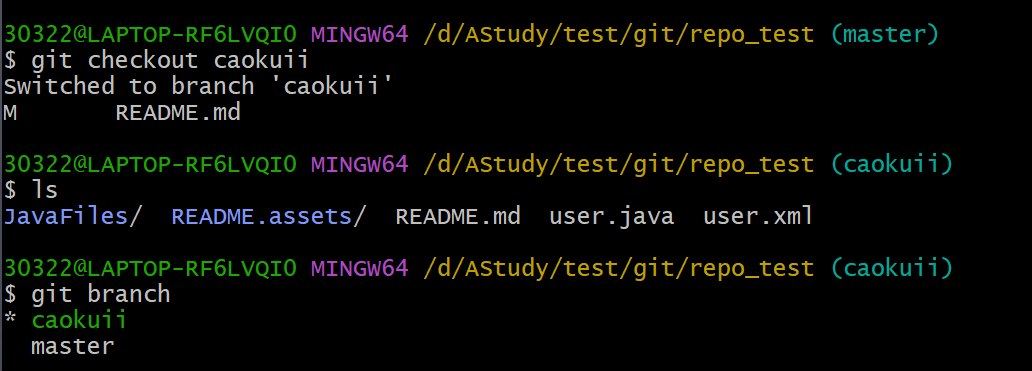 30322@LAPTOP-RF6LVQI0 MINGW64 /d/AStudy/test/git/repo_test (master)
$ git checkout caokuii
Switched to branch 'caokuii'
M       README.md
30322@LAPTOP-RF6LVQI0 MINGW64 /d/AStudy/test/git/repo_test (caokuii)
$ ls
JavaFiles/  README.assets/  README.md  user.java  user.xml
30322@LAPTOP-RF6LVQI0 MINGW64 /d/AStudy/test/git/repo_test (caokuii)
$ git branch
* caokuii
  master